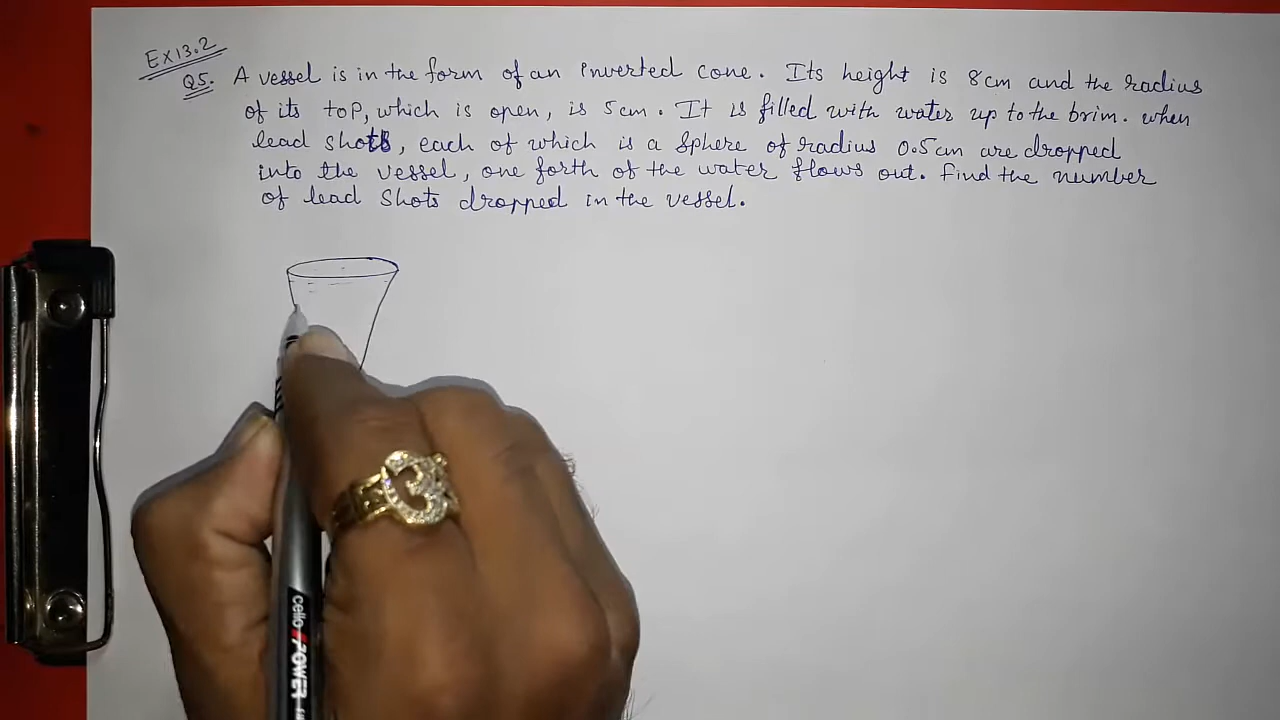 Ex13.2
Q5. A vessel is in the form of an inverted cone. Its height is 8cm and the radius
of its top, which is open, is 5cm. It is filled with water up to the brim. when
lead shots, each of which is a sphere of radius 0.5cm are dropped
into the vessel, one forth of the water flows out. find the number
of lead shots dropped in the vessel.
cello POWER